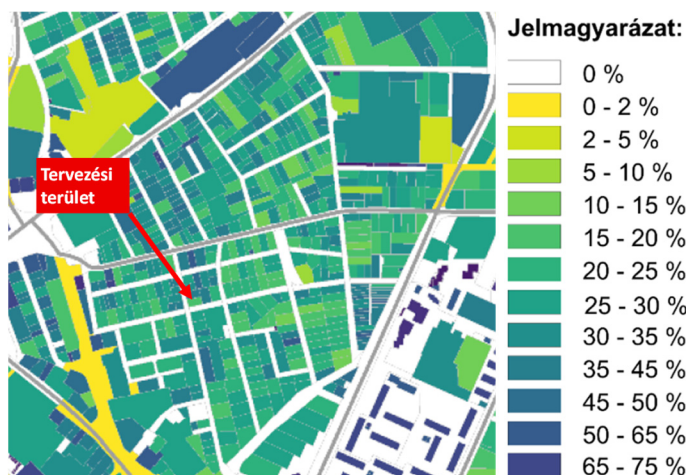 Jelmagyarázat:
0 %
0 - 2 %
2 - 5 %
5 - 10 %
10 - 15 %
15 - 20 %
20 - 25 %
25 - 30 %
30 - 35 %
35 - 45 %
45 - 50 %
50 - 65 %
65 - 75 %
Tervezési
terület